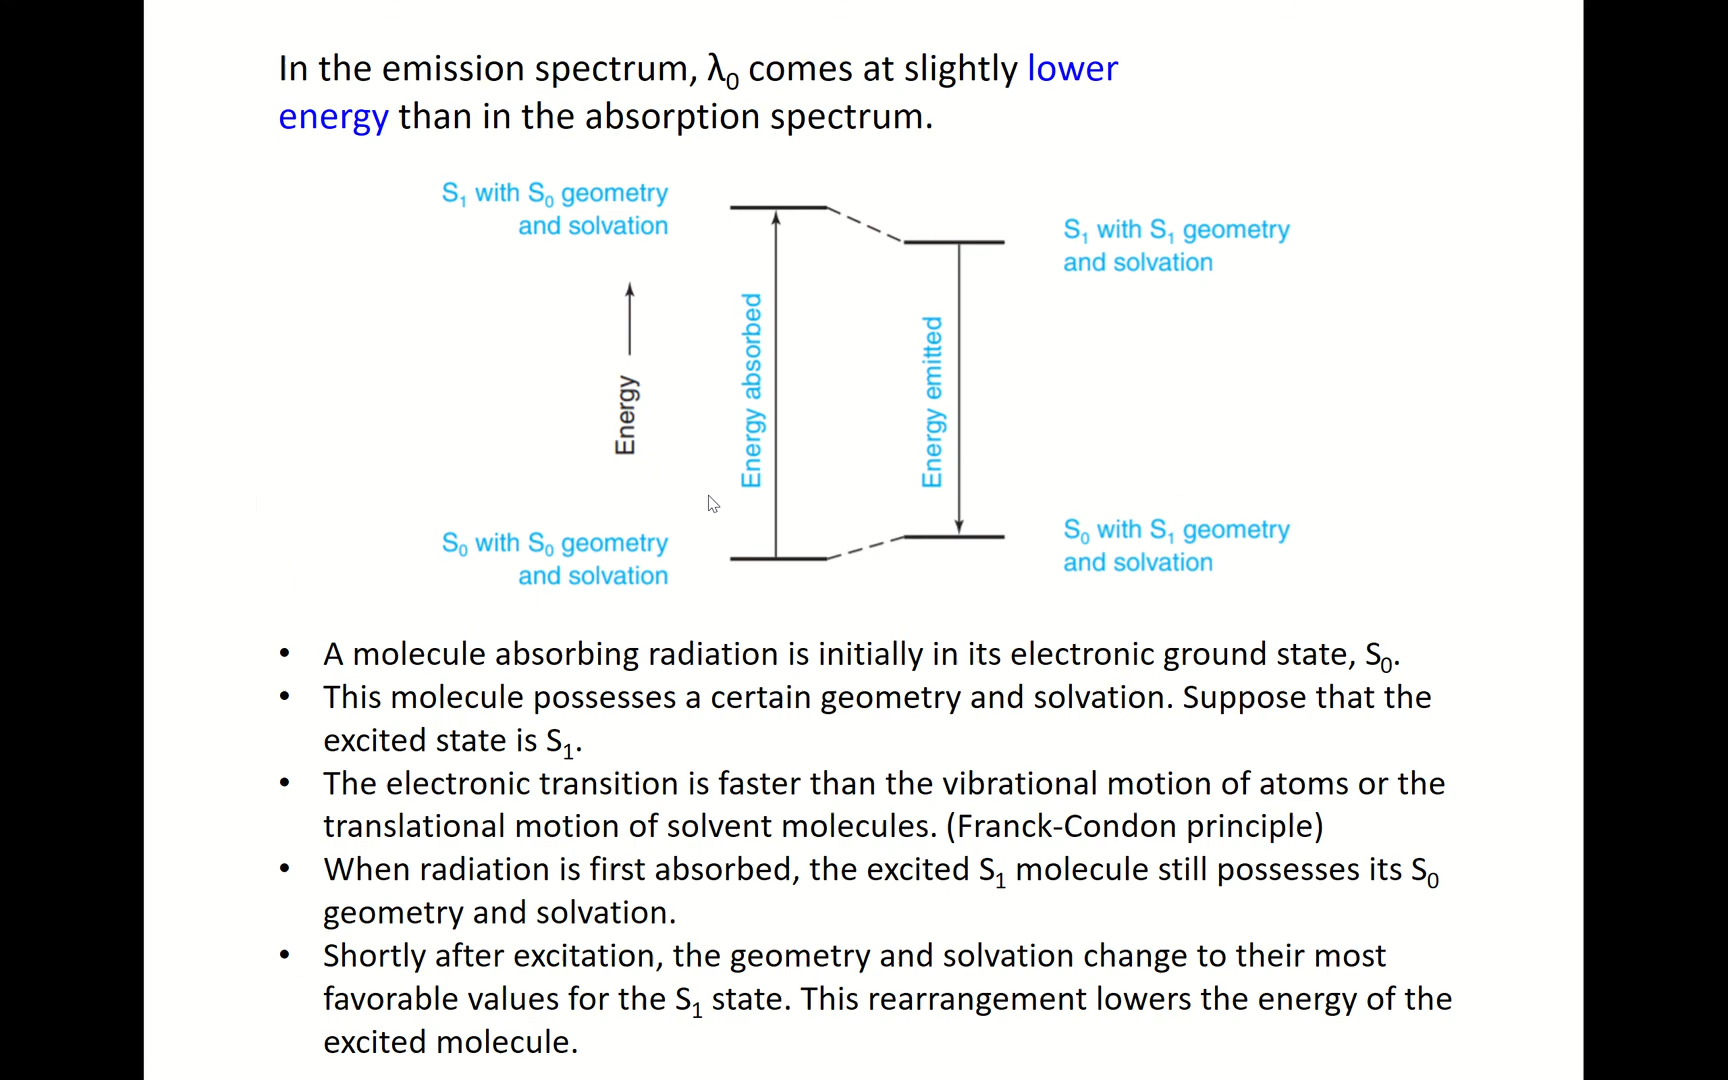 In the emission spectrum, λ₀ comes at slightly lower
energy than in the absorption spectrum.
S₁ with S₀ geometry
and solvation
S₁ with S₁ geometry
and solvation
Energy
Energy absorbed
Energy emitted
S₀ with S₀ geometry
and solvation
S₀ with S₁ geometry
and solvation
• A molecule absorbing radiation is initially in its electronic ground state, S₀.
• This molecule possesses a certain geometry and solvation. Suppose that the
excited state is S₁.
• The electronic transition is faster than the vibrational motion of atoms or the
translational motion of solvent molecules. (Franck-Condon principle)
• When radiation is first absorbed, the excited S₁ molecule still possesses its S₀
geometry and solvation.
• Shortly after excitation, the geometry and solvation change to their most
favorable values for the S₁ state. This rearrangement lowers the energy of the
excited molecule.